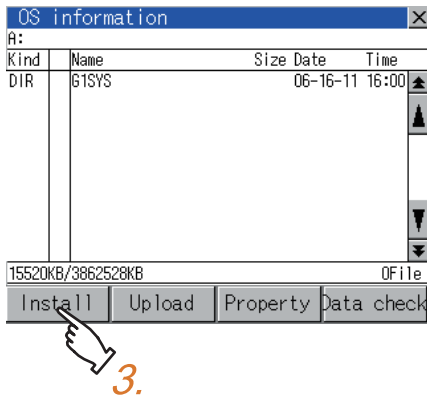 OS information
A:
Kind Name Size Date Time
DIR G1SYS 06-16-11 16:00
15520KB/3862528KB 0File
Install Upload Property Data check
3.